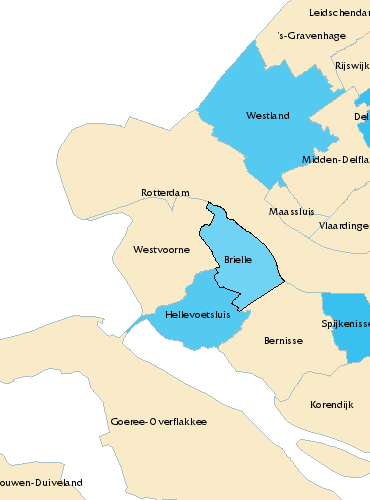 Leidschendam
's-Gravenhage
Rijswijk
Westland
Del
Midden-Delfla
Rotterdam
Maassluis
Vlaardinge
Westvoorne
Brielle
Hellevoetsluis
Spijkenisse
Bernisse
Korendijk
Goeree-Overflakkee
ouwen-Duiveland